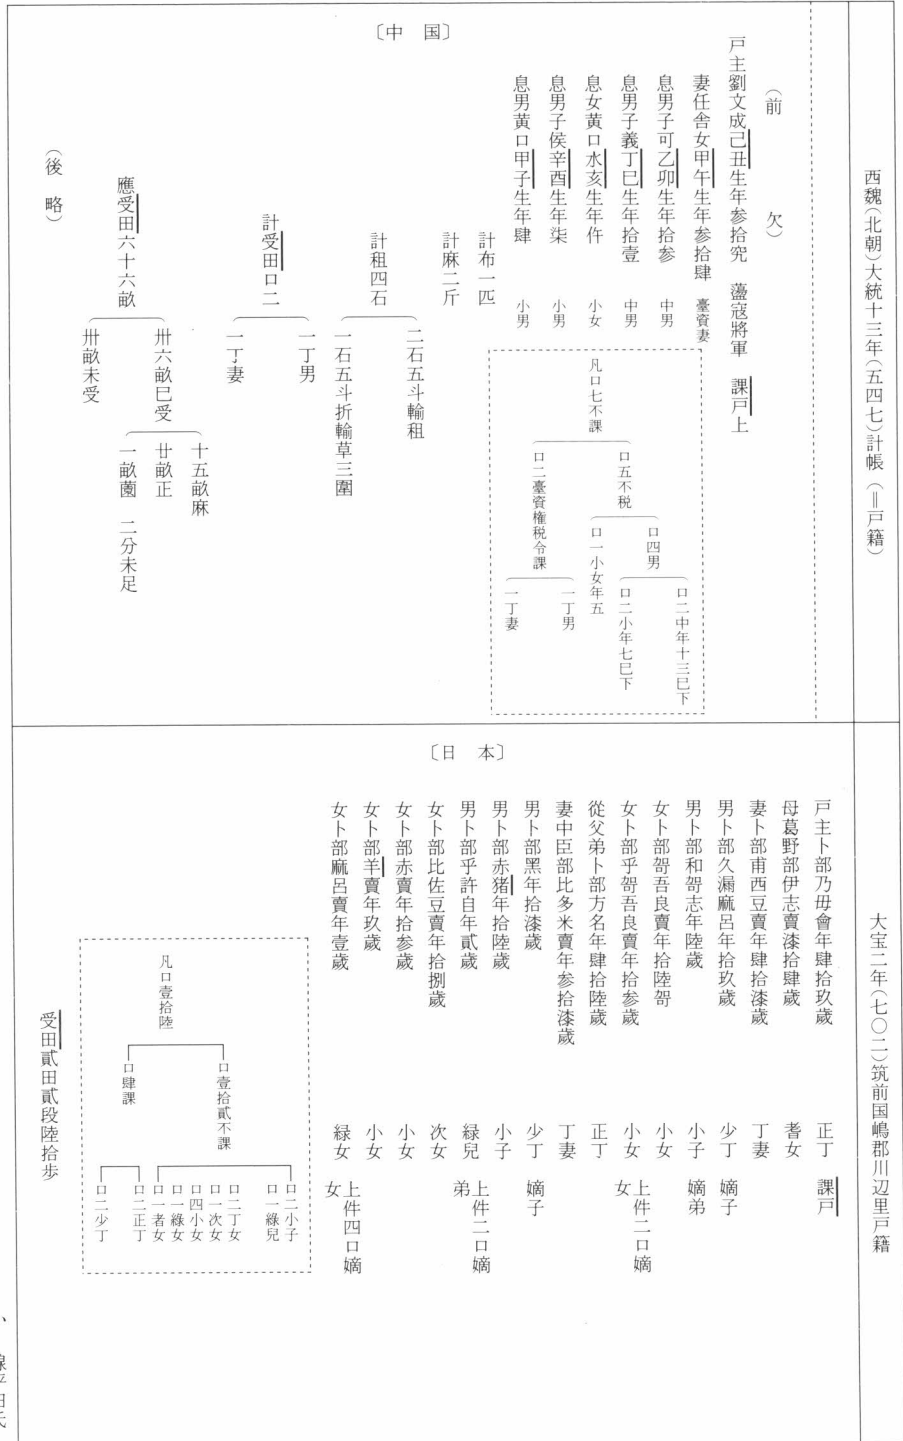 西魏（北朝）大統十三年（五四七）計帳（＝戸籍）
〔中　国〕
（前　　　欠）
戸主劉文成己丑生年参拾究　盪寇將軍　課戸上
妻任舎女甲午生年参拾肆　臺資妻
息男子可乙卯生年拾参　中男
息男子義丁巳生年拾壹　中男
息女黄口水亥生年仵　小女
息男子侯辛酉生年柒　小男
息男黄口甲子生年肆　小男
凡口七不課
口五不税
口四男
口二中年十三巳下
口二小年七巳下
口一小女年五
口二臺資権税令課
一丁男
一丁妻
計布一匹
計麻二斤
計租四石
二石五斗輸租
一石五斗折輸草三圍
計受田口二
一丁男
一丁妻
應受田六十六畝
卅六畝巳受
十五畝麻
廿畝正
一畝薗　二分未足
卅畝未受
（後　略）
大宝二年（七〇二）筑前国嶋郡川辺里戸籍
〔日　本〕
戸主卜部乃毋會年肆拾玖歳　正丁　課戸
母葛野部伊志賣漆拾肆歳　耆女
妻卜部甫西豆賣年肆拾漆歳　丁妻
男卜部久漏麻呂年拾玖歳　少丁　嫡子
男卜部和哿志年陸歳　小子　嫡弟
女卜部哿吾良賣年拾陸哿　小女
女卜部乎哿吾良賣年拾参歳　小女　上件二口嫡女
從父弟卜部方名年肆拾陸歳　正丁
妻中臣部比多米賣年参拾漆歳　丁妻
男卜部黒年拾漆歳　少丁　嫡子
男卜部赤猪年拾陸歳　小子
男卜部乎許自年貳歳　緑兒　上件二口嫡弟
女卜部比佐豆賣年拾捌歳　次女
女卜部赤賣年拾参歳　小女
女卜部羊賣年玖歳　小女
女卜部麻呂賣年壹歳　緑女　上件四口嫡女
凡口壹拾陸
口壹拾貳不課
口二小子
口一緑兒
口二丁女
口一次女
口四小女
口一緑女
口一者女
口肆課
口二正丁
口二少丁
受田貳田貳段陸拾歩